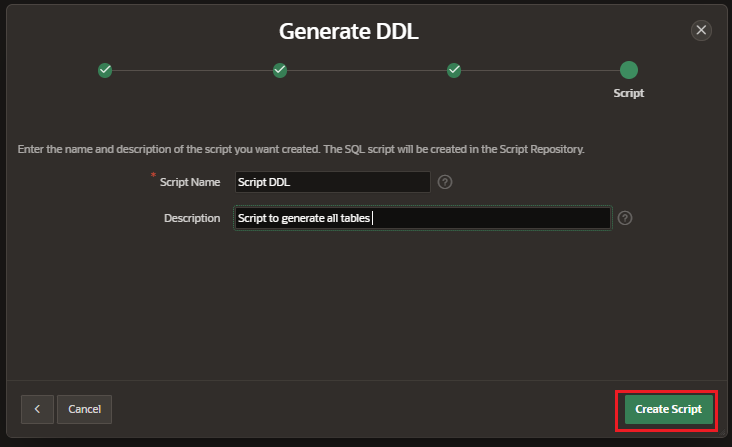 Generate DDL
Script
Enter the name and description of the script you want created. The SQL script will be created in the Script Repository.
* Script Name Script DDL ?
Description Script to generate all tables ?
Cancel Create Script